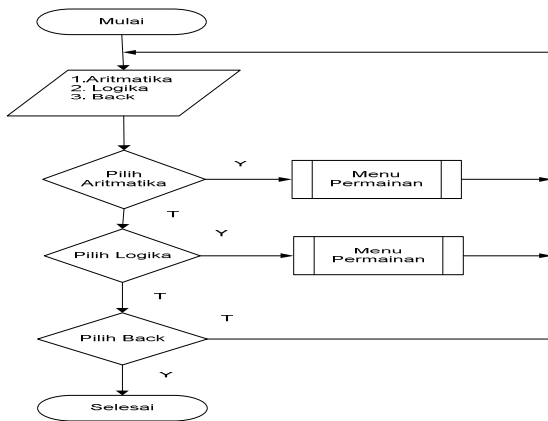 Mulai
1.Aritmatika
2. Logika
3. Back
Pilih
Aritmatika
Y
Menu
Permainan
T
Pilih Logika
Y
Menu
Permainan
T
Pilih Back
T
Y
Selesai